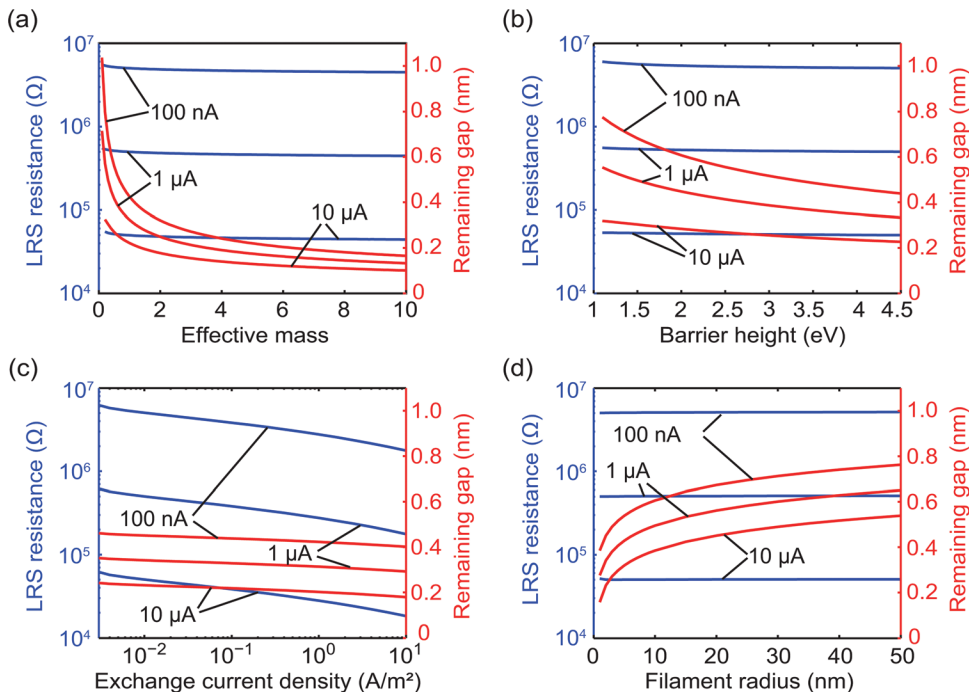 (a)
10⁷
10⁶
10⁵
10⁴
LRS resistance (Ω)
100 nA
1 µA
10 µA
1.0
0.8
0.6
0.4
0.2
0
Remaining gap (nm)
0 2 4 6 8 10
Effective mass
(b)
10⁷
10⁶
10⁵
10⁴
LRS resistance (Ω)
100 nA
1 µA
10 µA
1.0
0.8
0.6
0.4
0.2
0
Remaining gap (nm)
1 1.5 2 2.5 3 3.5 4 4.5
Barrier height (eV)
(c)
10⁷
10⁶
10⁵
10⁴
LRS resistance (Ω)
100 nA
1 µA
10 µA
1.0
0.8
0.6
0.4
0.2
0
Remaining gap (nm)
10⁻² 10⁻¹ 10⁰ 10¹
Exchange current density (A/m²)
(d)
10⁷
10⁶
10⁵
10⁴
LRS resistance (Ω)
100 nA
1 µA
10 µA
1.0
0.8
0.6
0.4
0.2
0
Remaining gap (nm)
0 10 20 30 40 50
Filament radius (nm)